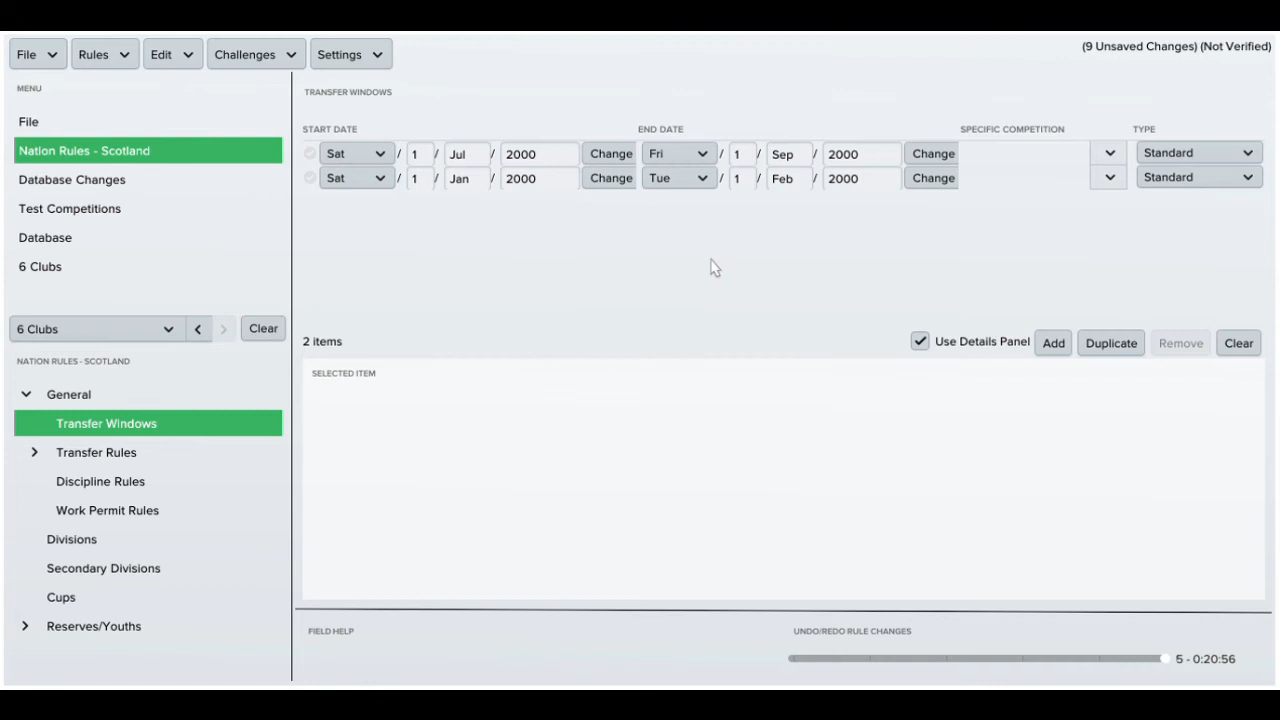 File Rules Edit Challenges Settings (9 Unsaved Changes) (Not Verified)
MENU
File
Nation Rules - Scotland
Database Changes
Test Competitions
Database
6 Clubs
6 Clubs Clear
NATION RULES - SCOTLAND
General
Transfer Windows
Transfer Rules
Discipline Rules
Work Permit Rules
Divisions
Secondary Divisions
Cups
Reserves/Youths
TRANSFER WINDOWS
START DATE END DATE SPECIFIC COMPETITION TYPE
Sat / 1 / Jul / 2000 Change Fri / 1 / Sep / 2000 Change Standard
Sat / 1 / Jan / 2000 Change Tue / 1 / Feb / 2000 Change Standard
2 items Use Details Panel Add Duplicate Remove Clear
SELECTED ITEM
FIELD HELP UNDO/REDO RULE CHANGES
5 - 0:20:56